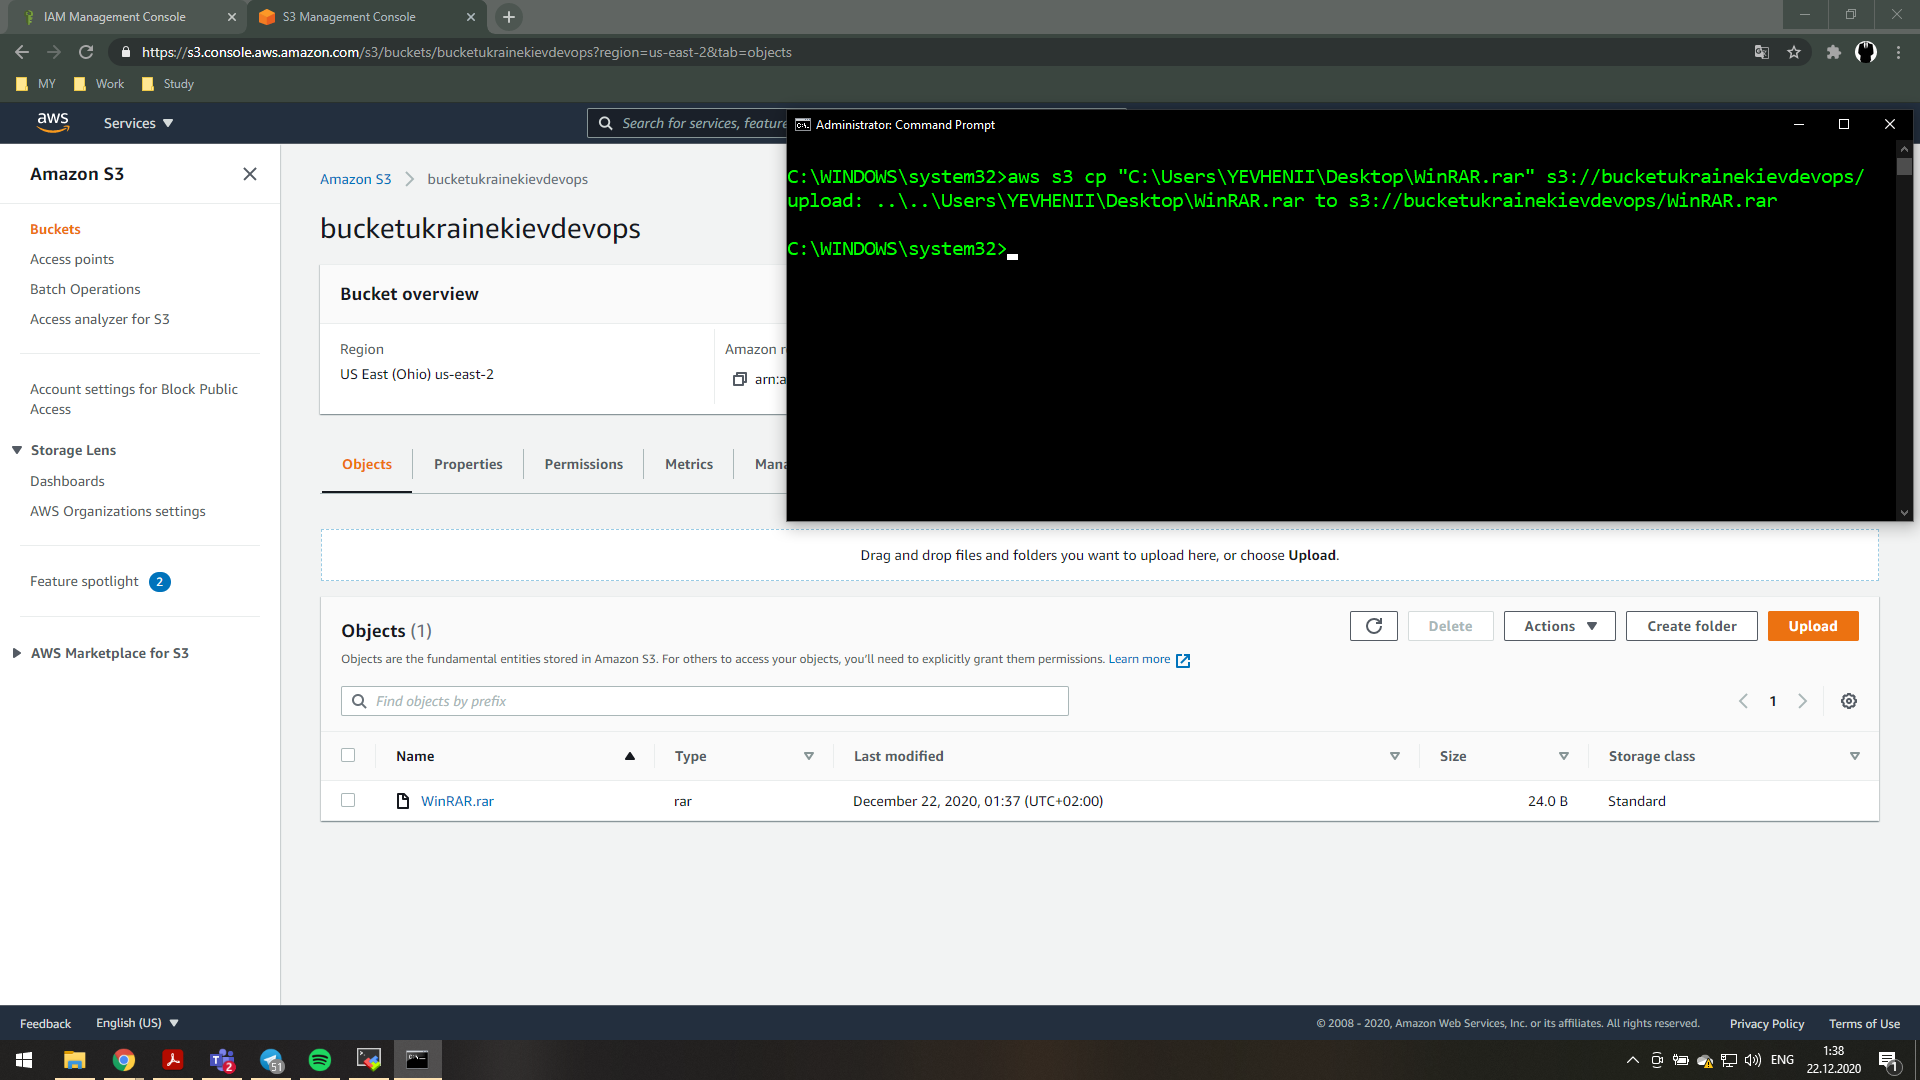 IAM Management Console
S3 Management Console
https://s3.console.aws.amazon.com/s3/buckets/bucketukrainekievdevops?region=us-east-2&tab=objects
MY
Work
Study
aws
Services
Search for services, feature
Administrator: Command Prompt
C:\WINDOWS\system32>aws s3 cp "C:\Users\YEVHENII\Desktop\WinRAR.rar" s3://bucketukrainekievdevops/
upload: ..\..\Users\YEVHENII\Desktop\WinRAR.rar to s3://bucketukrainekievdevops/WinRAR.rar
C:\WINDOWS\system32>
Amazon S3
Buckets
Access points
Batch Operations
Access analyzer for S3
Account settings for Block Public
Access
Storage Lens
Dashboards
AWS Organizations settings
Feature spotlight 2
AWS Marketplace for S3
Amazon S3 > bucketukrainekievdevops
bucketukrainekievdevops
Bucket overview
Region
US East (Ohio) us-east-2
Amazon r
arn:a
Objects
Properties
Permissions
Metrics
Mana
Drag and drop files and folders you want to upload here, or choose Upload.
Objects (1)
Delete
Actions
Create folder
Upload
Objects are the fundamental entities stored in Amazon S3. For others to access your objects, you'll need to explicitly grant them permissions. Learn more
Find objects by prefix
1
Name
Type
Last modified
Size
Storage class
WinRAR.rar
rar
December 22, 2020, 01:37 (UTC+02:00)
24.0 B
Standard
Feedback
English (US)
© 2008 - 2020, Amazon Web Services, Inc. or its affiliates. All rights reserved.
Privacy Policy
Terms of Use
2
51
ENG
1:38
22.12.2020
1